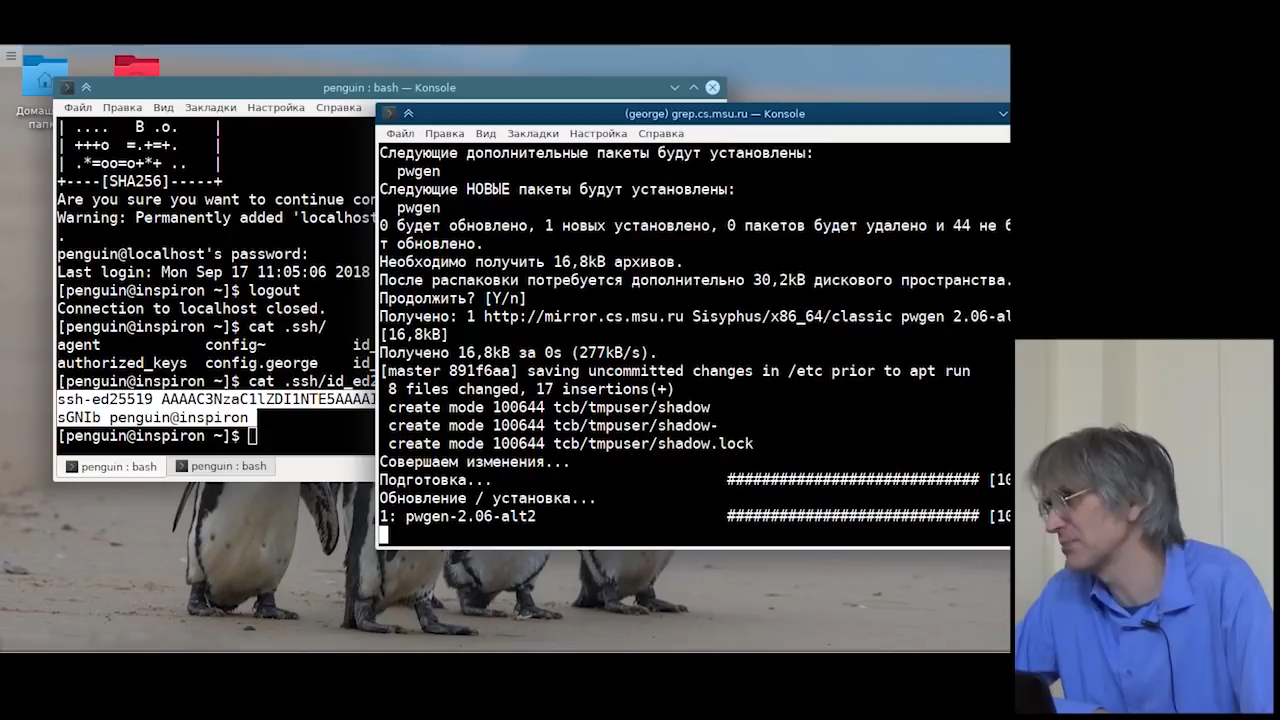 Домаш
папк
penguin : bash — Konsole
Файл Правка Вид Закладки Настройка Справка
| .... B .o. |
| +++o =.+=+. |
| .*=oo=o+*+ .. |
+----[SHA256]-----+
Are you sure you want to continue con
Warning: Permanently added 'localhost
.
penguin@localhost's password:
Last login: Mon Sep 17 11:05:06 2018
[penguin@inspiron ~]$ logout
Connection to localhost closed.
[penguin@inspiron ~]$ cat .ssh/
agent config~ id_
authorized_keys config.george id_
[penguin@inspiron ~]$ cat .ssh/id_ed2
ssh-ed25519 AAAAC3NzaC1lZDI1NTE5AAAAI
sGNIb penguin@inspiron
[penguin@inspiron ~]$
penguin : bash penguin : bash
(george) grep.cs.msu.ru — Konsole
Файл Правка Вид Закладки Настройка Справка
Следующие дополнительные пакеты будут установлены:
pwgen
Следующие НОВЫЕ пакеты будут установлены:
pwgen
0 будет обновлено, 1 новых установлено, 0 пакетов будет удалено и 44 не б
т обновлено.
Необходимо получить 16,8kB архивов.
После распаковки потребуется дополнительно 30,2kB дискового пространства.
Продолжить? [Y/n]
Получено: 1 http://mirror.cs.msu.ru Sisyphus/x86_64/classic pwgen 2.06-al
[16,8kB]
Получено 16,8kB за 0s (277kB/s).
[master 891f6aa] saving uncommitted changes in /etc prior to apt run
8 files changed, 17 insertions(+)
create mode 100644 tcb/tmpuser/shadow
create mode 100644 tcb/tmpuser/shadow-
create mode 100644 tcb/tmpuser/shadow.lock
Совершаем изменения...
Подготовка... ############################# [10
Обновление / установка...
1: pwgen-2.06-alt2 ############################# [10